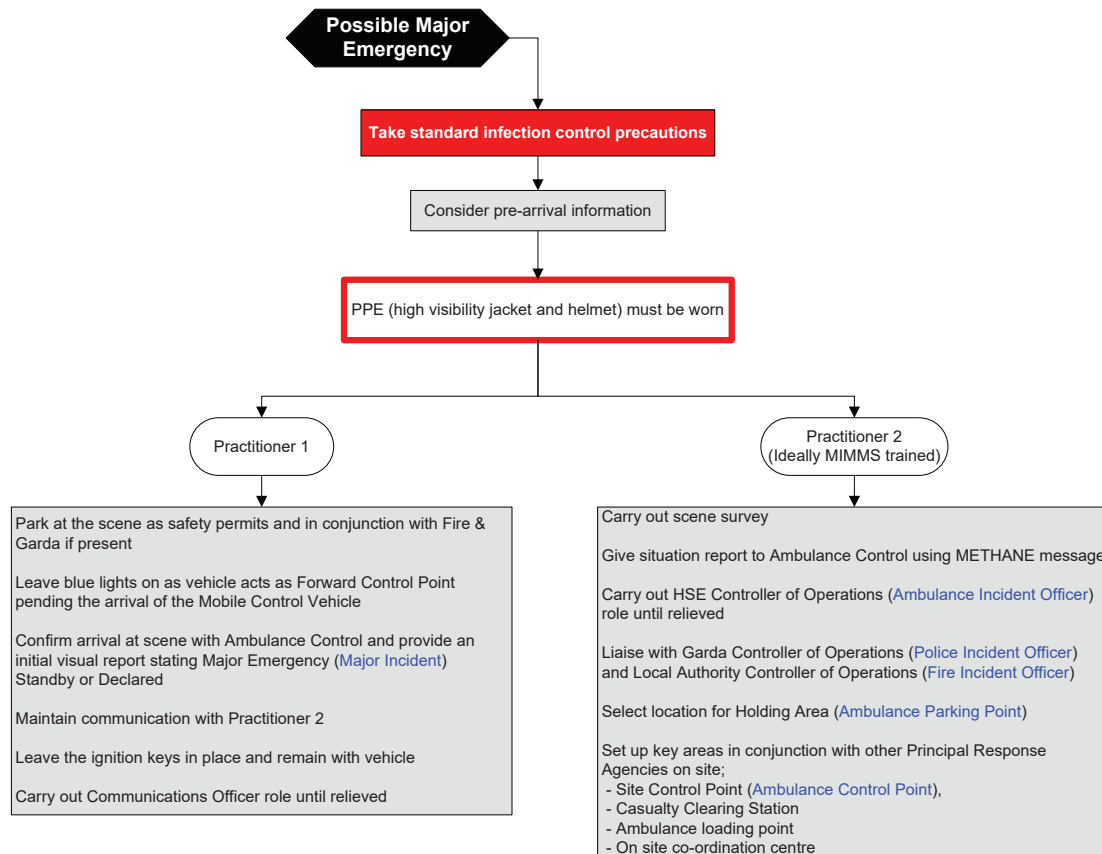 Possible Major
Emergency
Take standard infection control precautions
Consider pre-arrival information
PPE (high visibility jacket and helmet) must be worn
Practitioner 1
Park at the scene as safety permits and in conjunction with Fire &
Garda if present
Leave blue lights on as vehicle acts as Forward Control Point
pending the arrival of the Mobile Control Vehicle
Confirm arrival at scene with Ambulance Control and provide an
initial visual report stating Major Emergency (Major Incident)
Standby or Declared
Maintain communication with Practitioner 2
Leave the ignition keys in place and remain with vehicle
Carry out Communications Officer role until relieved
Practitioner 2
(Ideally MIMMS trained)
Carry out scene survey
Give situation report to Ambulance Control using METHANE message
Carry out HSE Controller of Operations (Ambulance Incident Officer)
role until relieved
Liaise with Garda Controller of Operations (Police Incident Officer)
and Local Authority Controller of Operations (Fire Incident Officer)
Select location for Holding Area (Ambulance Parking Point)
Set up key areas in conjunction with other Principal Response
Agencies on site;
- Site Control Point (Ambulance Control Point),
- Casualty Clearing Station
- Ambulance loading point
- On site co-ordination centre